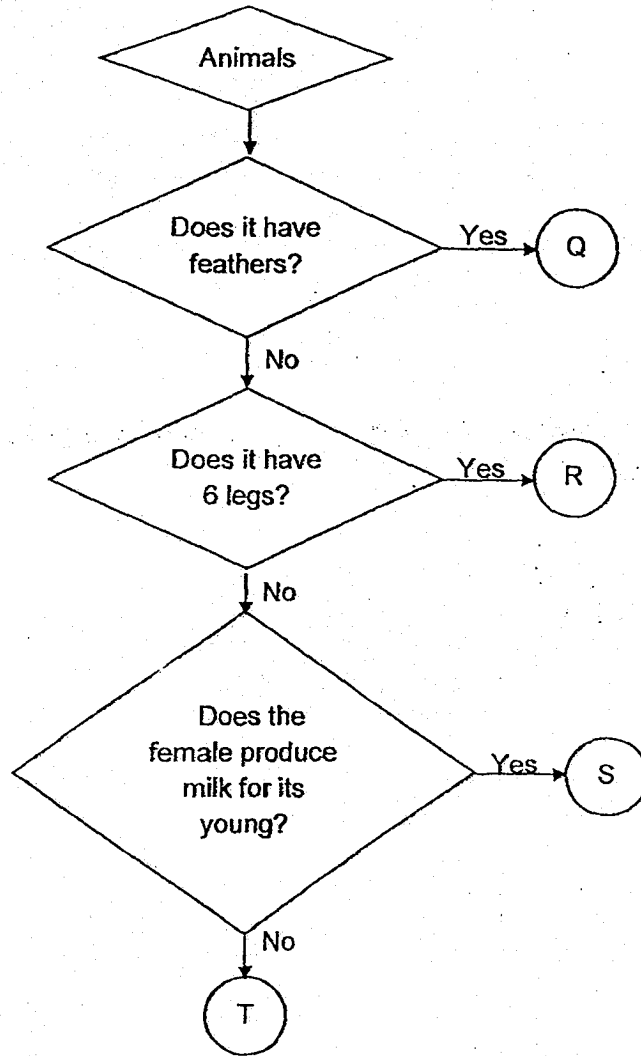 Animals
Does it have
feathers?
Yes
Q
No
Does it have
6 legs?
Yes
R
No
Does the
female produce
milk for its
young?
Yes
S
No
T